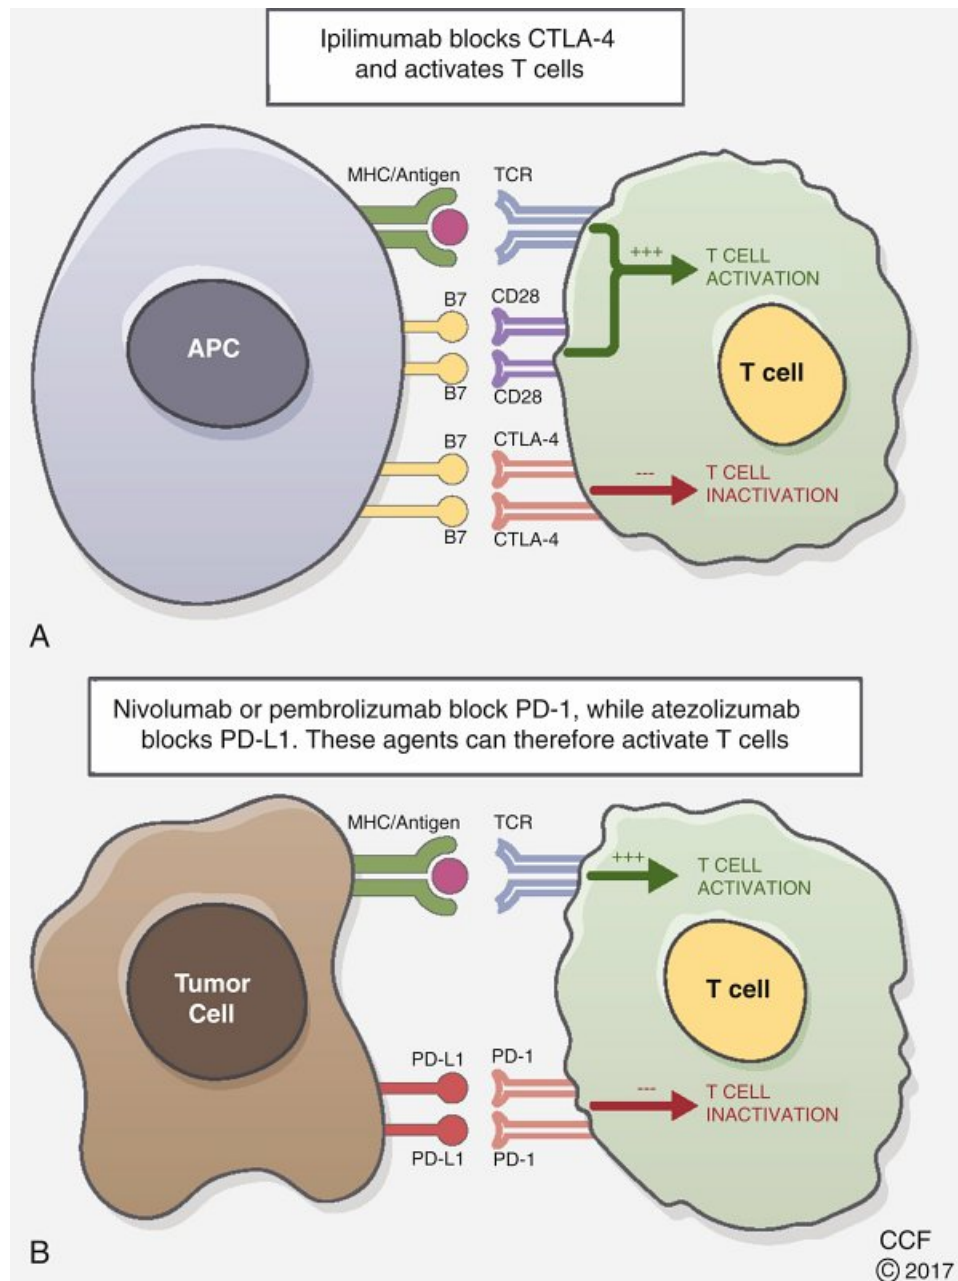 Ipilimumab blocks CTLA-4
and activates T cells
MHC/Antigen
TCR
+++
T CELL
ACTIVATION
B7
CD28
APC
T cell
B7
CD28
B7
CTLA-4
---
T CELL
INACTIVATION
B7
CTLA-4
A
Nivolumab or pembrolizumab block PD-1, while atezolizumab
blocks PD-L1. These agents can therefore activate T cells
MHC/Antigen
TCR
+++
T CELL
ACTIVATION
Tumor
Cell
T cell
PD-L1
PD-1
---
T CELL
INACTIVATION
PD-L1
PD-1
B
CCF
© 2017